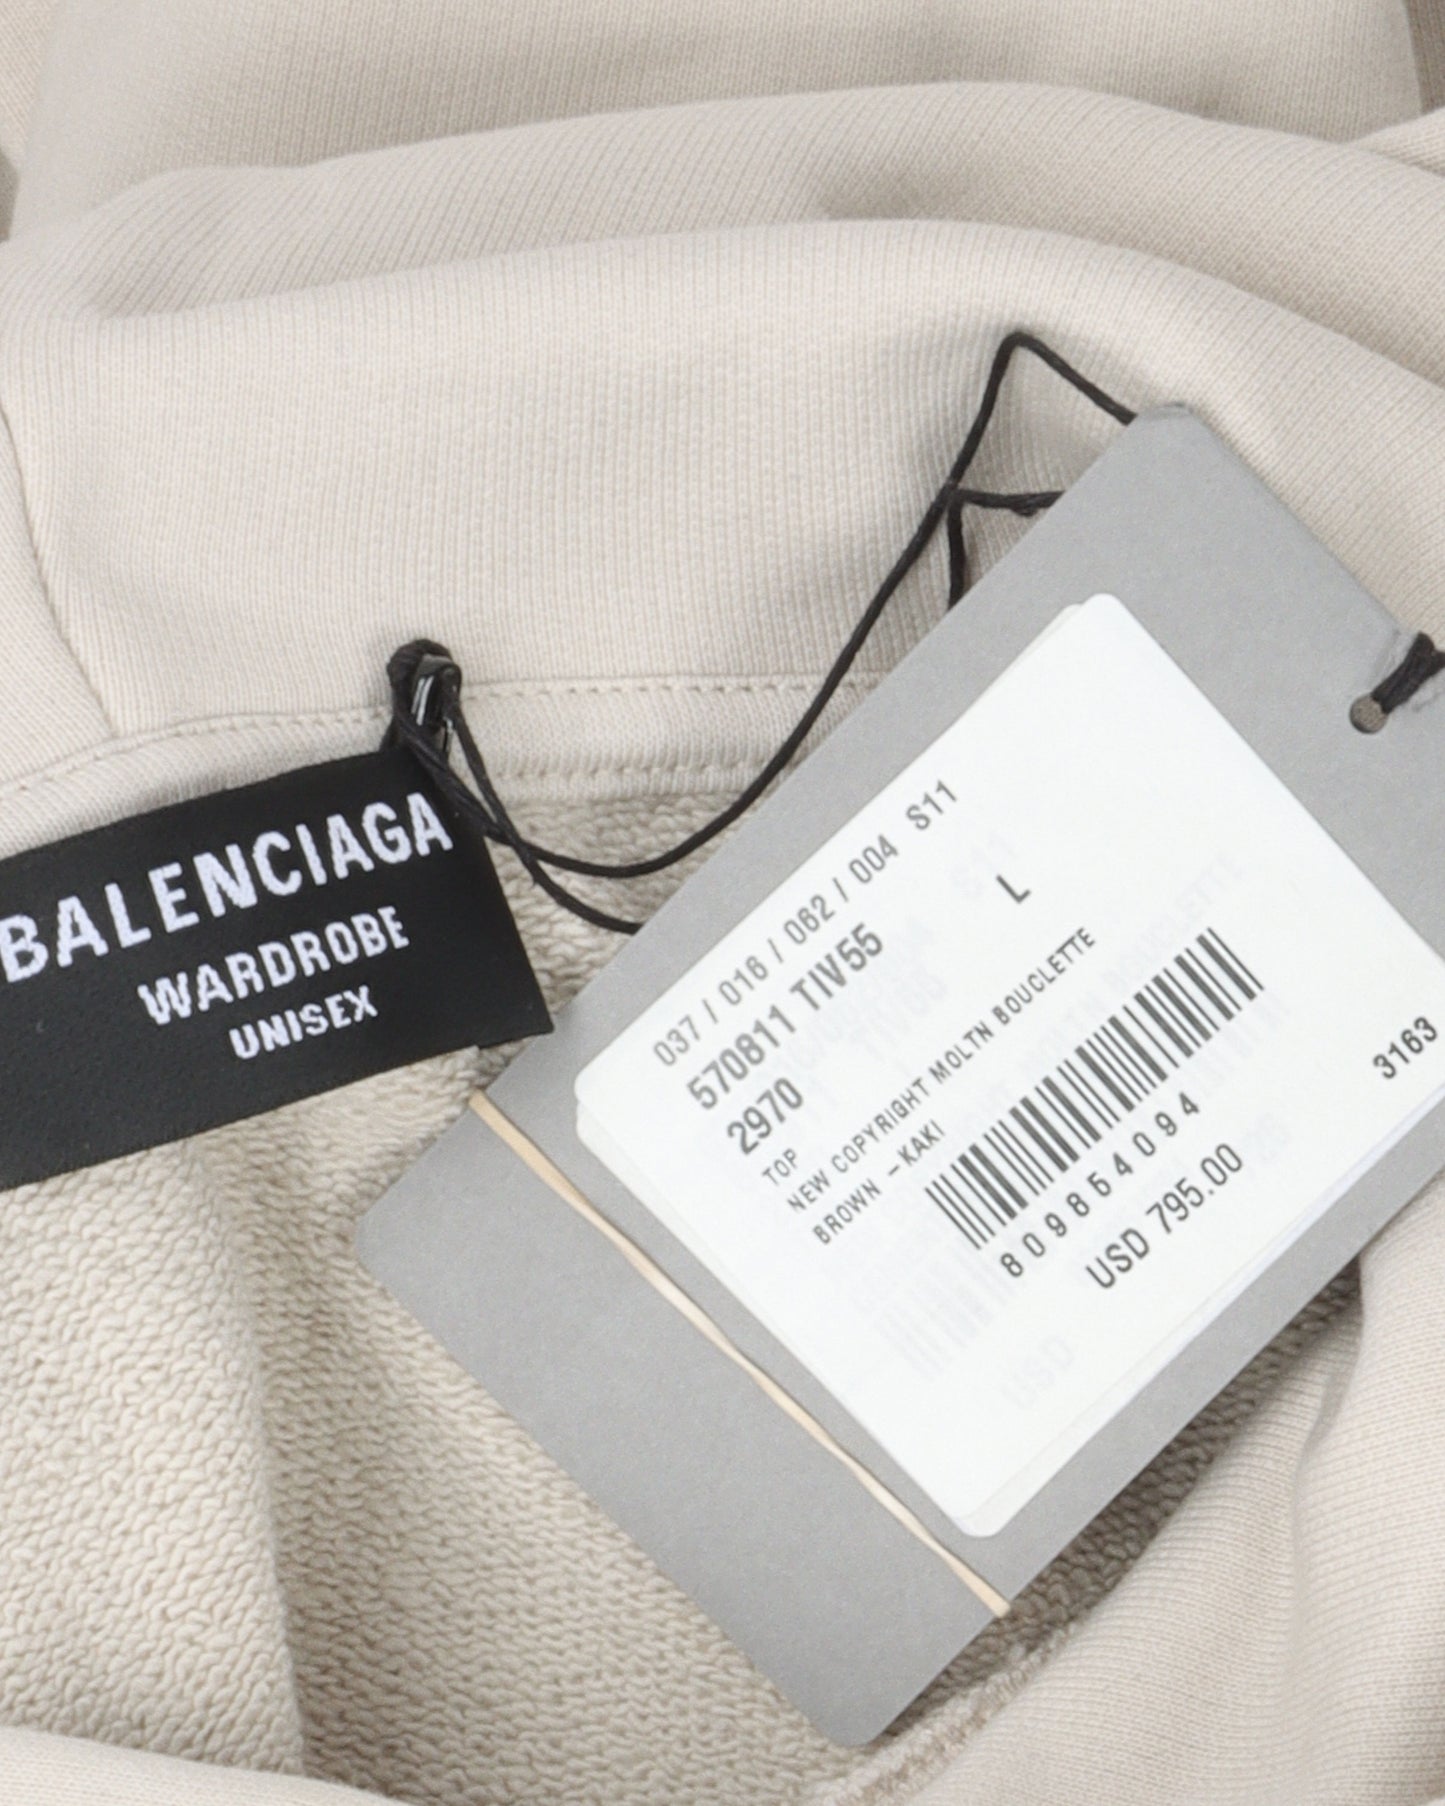 BALENCIAGA
WARDROBE
UNISEX
037 / 016 / 062 / 004 S11
570811 TIV55 L
2970
TOP
NEW COPYRIGHT MOLTN BOUCLETTE
BROWN -KAKI
809854094
USD 795.00
3163